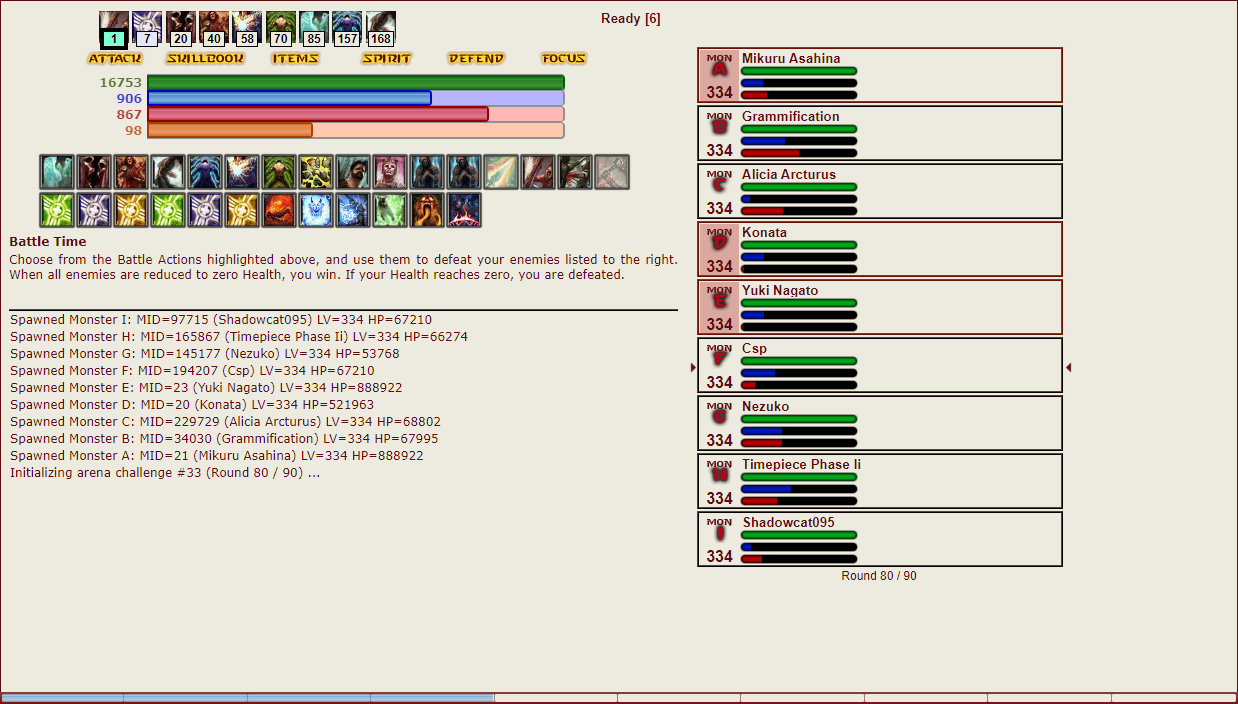 Ready [6]
1 7 20 40 58 70 85 157 168
ATTACK SKILLBOOK ITEMS SPIRIT DEFEND FOCUS
16753
906
867
98
Battle Time
Choose from the Battle Actions highlighted above, and use them to defeat your enemies listed to the right.
When all enemies are reduced to zero Health, you win. If your Health reaches zero, you are defeated.
Spawned Monster I: MID=97715 (Shadowcat095) LV=334 HP=67210
Spawned Monster H: MID=165867 (Timepiece Phase Ii) LV=334 HP=66274
Spawned Monster G: MID=145177 (Nezuko) LV=334 HP=53768
Spawned Monster F: MID=194207 (Csp) LV=334 HP=67210
Spawned Monster E: MID=23 (Yuki Nagato) LV=334 HP=888922
Spawned Monster D: MID=20 (Konata) LV=334 HP=521963
Spawned Monster C: MID=229729 (Alicia Arcturus) LV=334 HP=68802
Spawned Monster B: MID=34030 (Grammification) LV=334 HP=67995
Spawned Monster A: MID=21 (Mikuru Asahina) LV=334 HP=888922
Initializing arena challenge #33 (Round 80 / 90) ...
MON Mikuru Asahina
A
334
MON Grammification
B
334
MON Alicia Arcturus
C
334
MON Konata
D
334
MON Yuki Nagato
E
334
MON Csp
F
334
MON Nezuko
G
334
MON Timepiece Phase Ii
H
334
MON Shadowcat095
I
334
Round 80 / 90